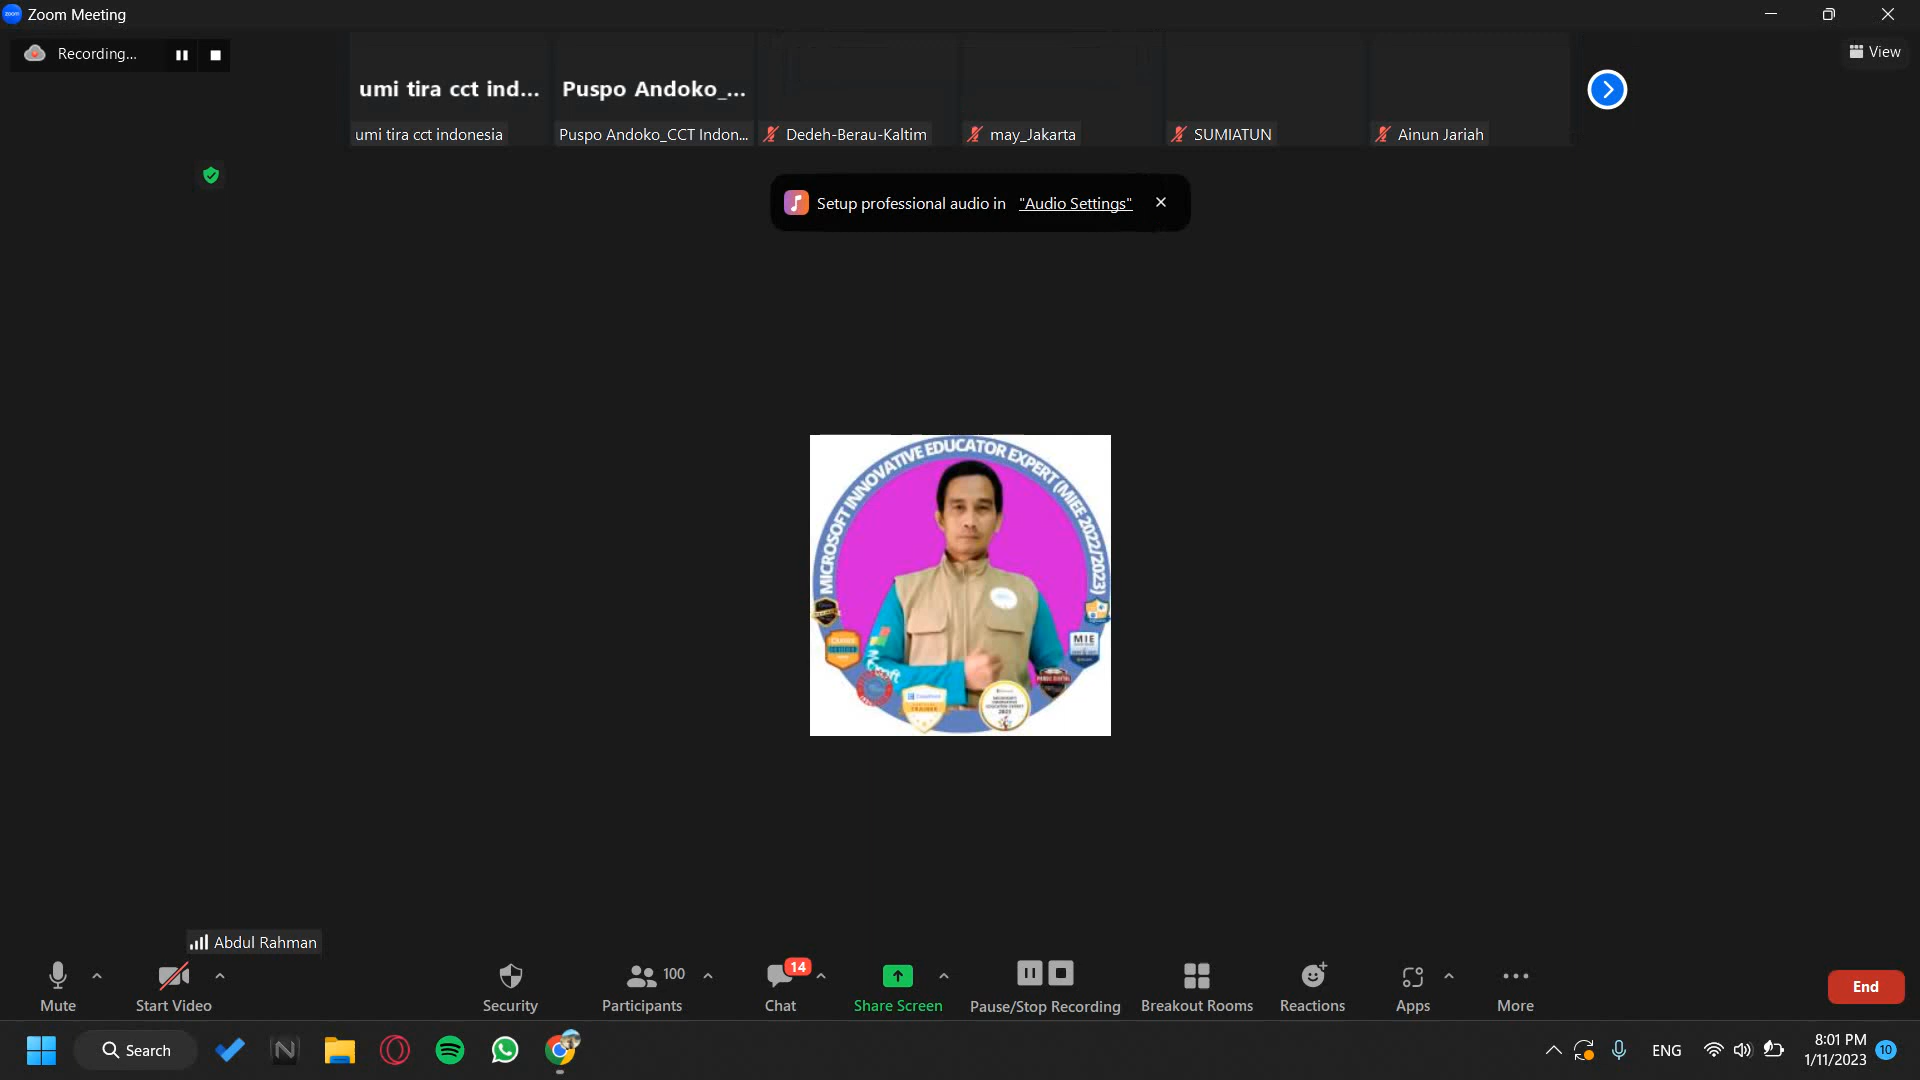 zoom
Zoom Meeting
Recording...
View
umi tira cct ind...
Puspo Andoko_...
umi tira cct indonesia
Puspo Andoko_CCT Indon...
Dedeh-Berau-Kaltim
may_Jakarta
SUMIATUN
Ainun Jariah
Setup professional audio in "Audio Settings"
MICROSOFT INNOVATIVE EDUCATOR EXPERT (MIEE 2022/2023)
MIE
TRAINER
2023
Abdul Rahman
100
14
Mute
Start Video
Security
Participants
Chat
Share Screen
Pause/Stop Recording
Breakout Rooms
Reactions
Apps
More
End
Search
ENG
8:01 PM
1/11/2023
10